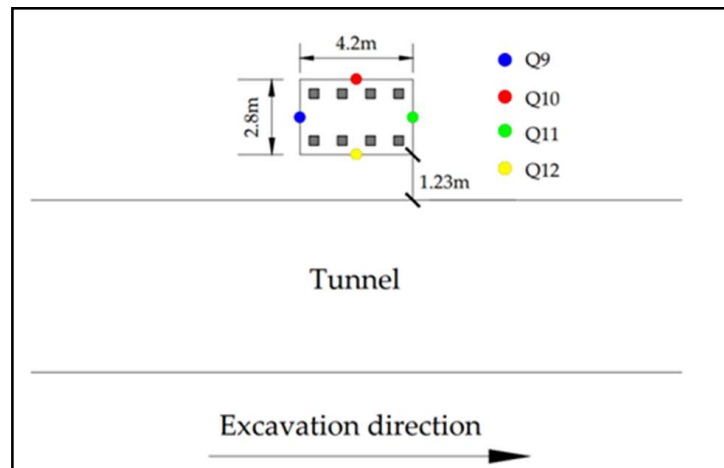 4.2m
Q9
Q10
2.8m
Q11
Q12
1.23m
Tunnel
Excavation direction